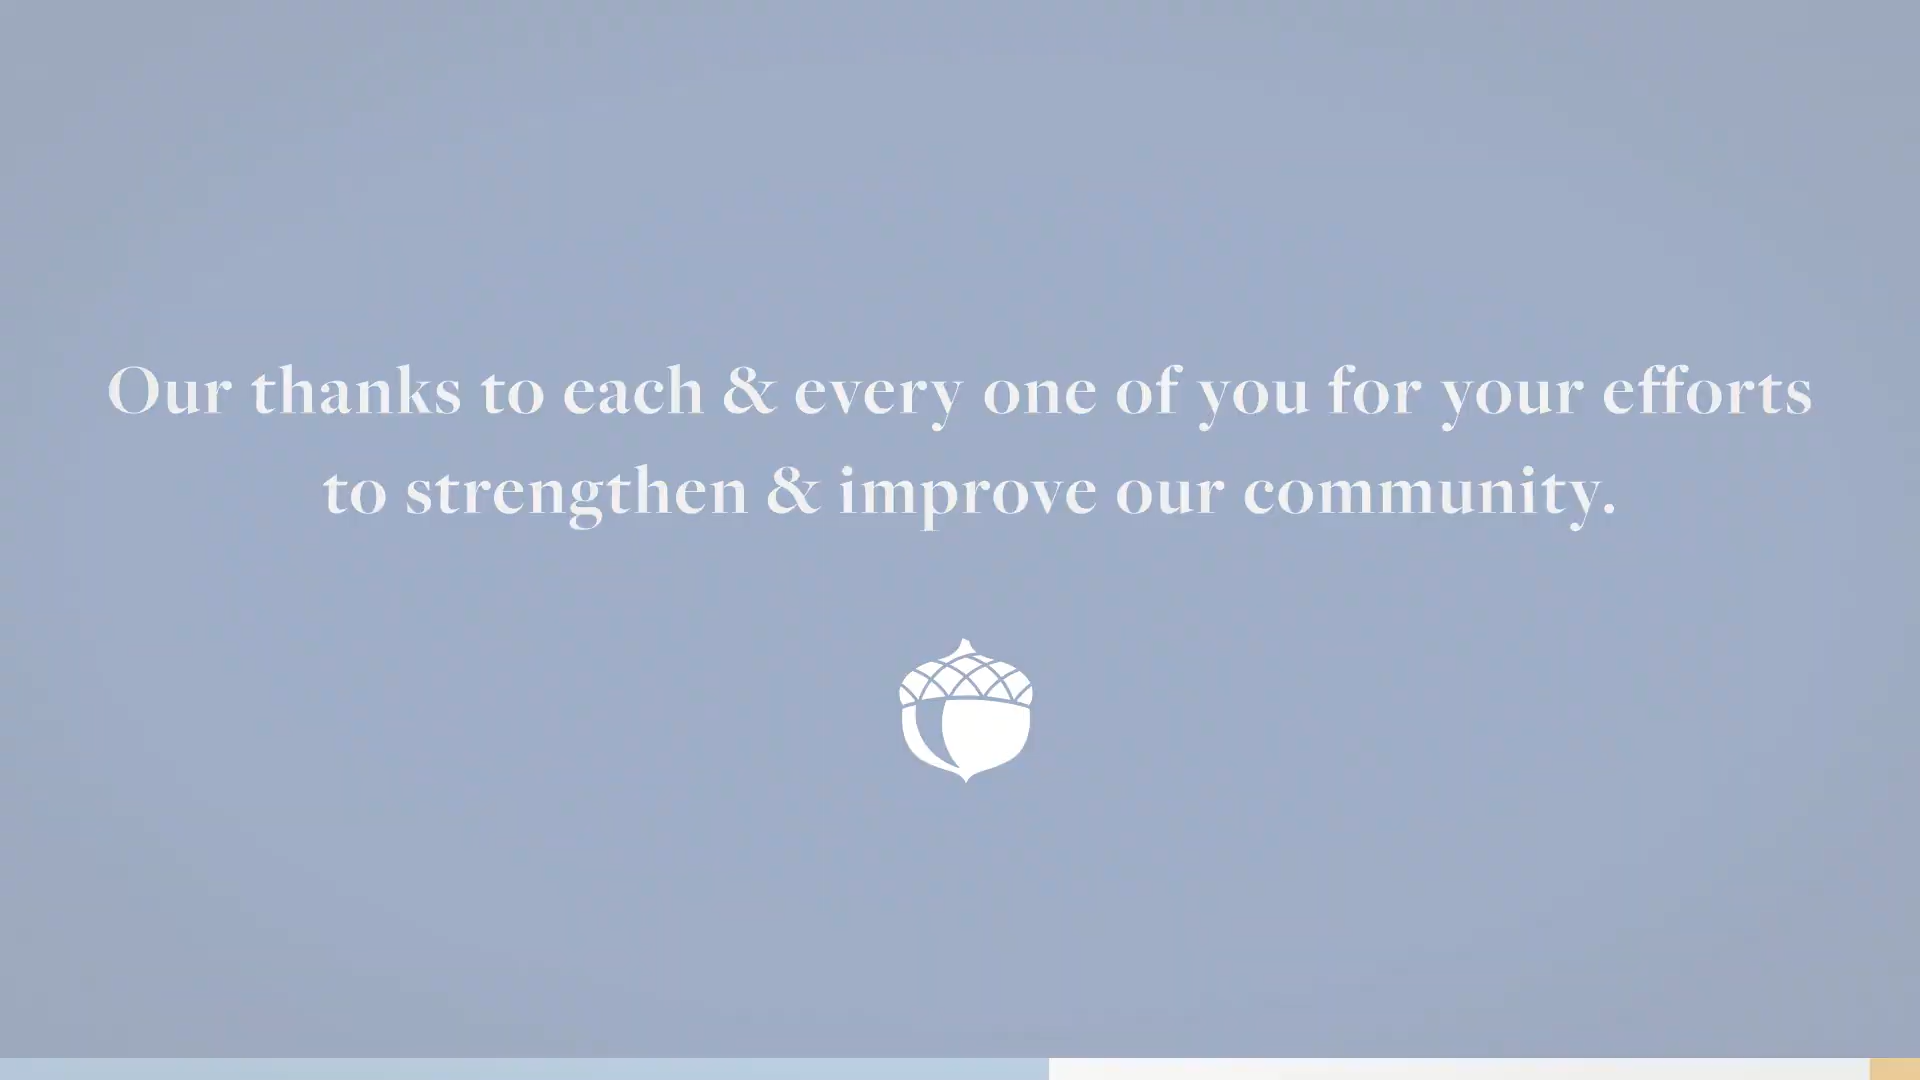 Our thanks to each & every one of you for your efforts
to strengthen & improve our community.